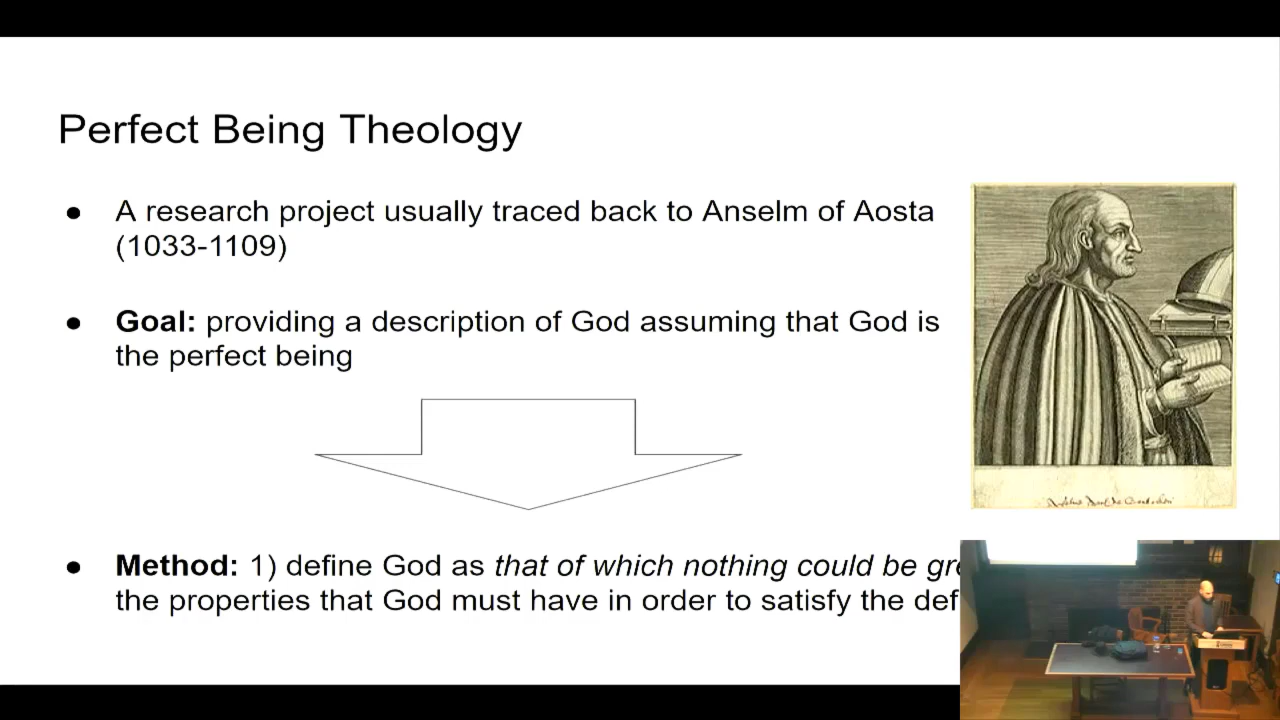 Perfect Being Theology
● A research project usually traced back to Anselm of Aosta
(1033-1109)
● Goal: providing a description of God assuming that God is
the perfect being
● Method: 1) define God as that of which nothing could be gre
the properties that God must have in order to satisfy the def